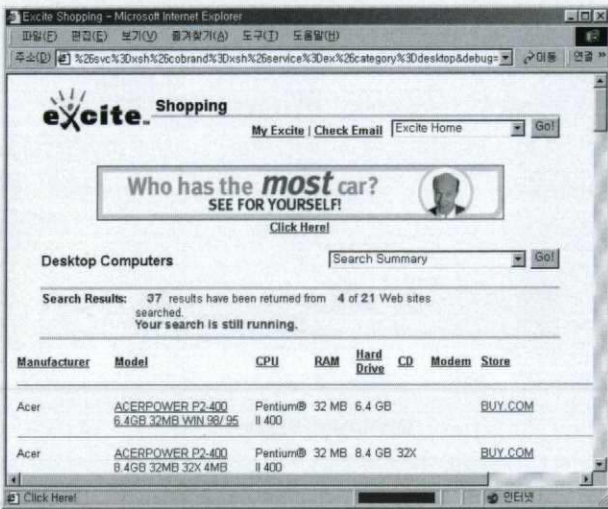 Excite Shopping - Microsoft Internet Explorer
파일(F) 편집(E) 보기(V) 즐겨찾기(A) 도구(T) 도움말(H)
주소(D) %26svc%3Dxsh%26cobrand%3Dxsh%26service%3Dex%26category%3Ddesktop&debug= 이동 연결 »
excite Shopping
My Excite | Check Email Excite Home Go!
Who has the most car?
SEE FOR YOURSELF!
Click Here!
Desktop Computers Search Summary Go!
Search Results: 37 results have been returned from 4 of 21 Web sites
searched.
Your search is still running.
Manufacturer Model CPU RAM Hard Drive CD Modem Store
Acer ACERPOWER P2-400 Pentium® 32 MB 6.4 GB BUY.COM
6.4GB 32MB WIN 98/ 95 II 400
Acer ACERPOWER P2-400 Pentium® 32 MB 8.4 GB 32X BUY.COM
8.4GB 32MB 32X 4MB II 400
Click Here! 인터넷